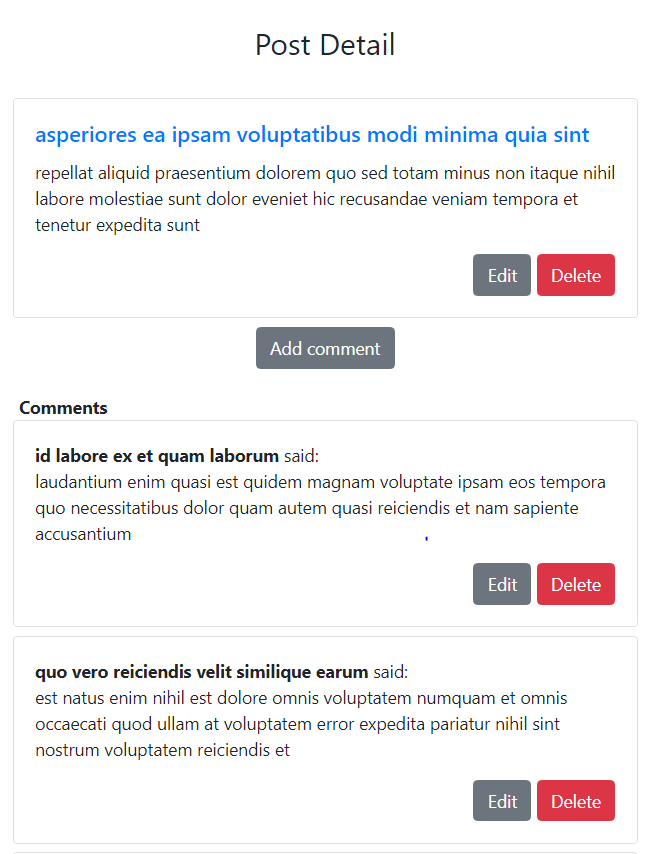 Post Detail
asperiores ea ipsam voluptatibus modi minima quia sint
repellat aliquid praesentium dolorem quo sed totam minus non itaque nihil
labore molestiae sunt dolor eveniet hic recusandae veniam tempora et
tenetur expedita sunt
Edit Delete
Add comment
Comments
id labore ex et quam laborum said:
laudantium enim quasi est quidem magnam voluptate ipsam eos tempora
quo necessitatibus dolor quam autem quasi reiciendis et nam sapiente
accusantium
Edit Delete
quo vero reiciendis velit similique earum said:
est natus enim nihil est dolore omnis voluptatem numquam et omnis
occaecati quod ullam at voluptatem error expedita pariatur nihil sint
nostrum voluptatem reiciendis et
Edit Delete